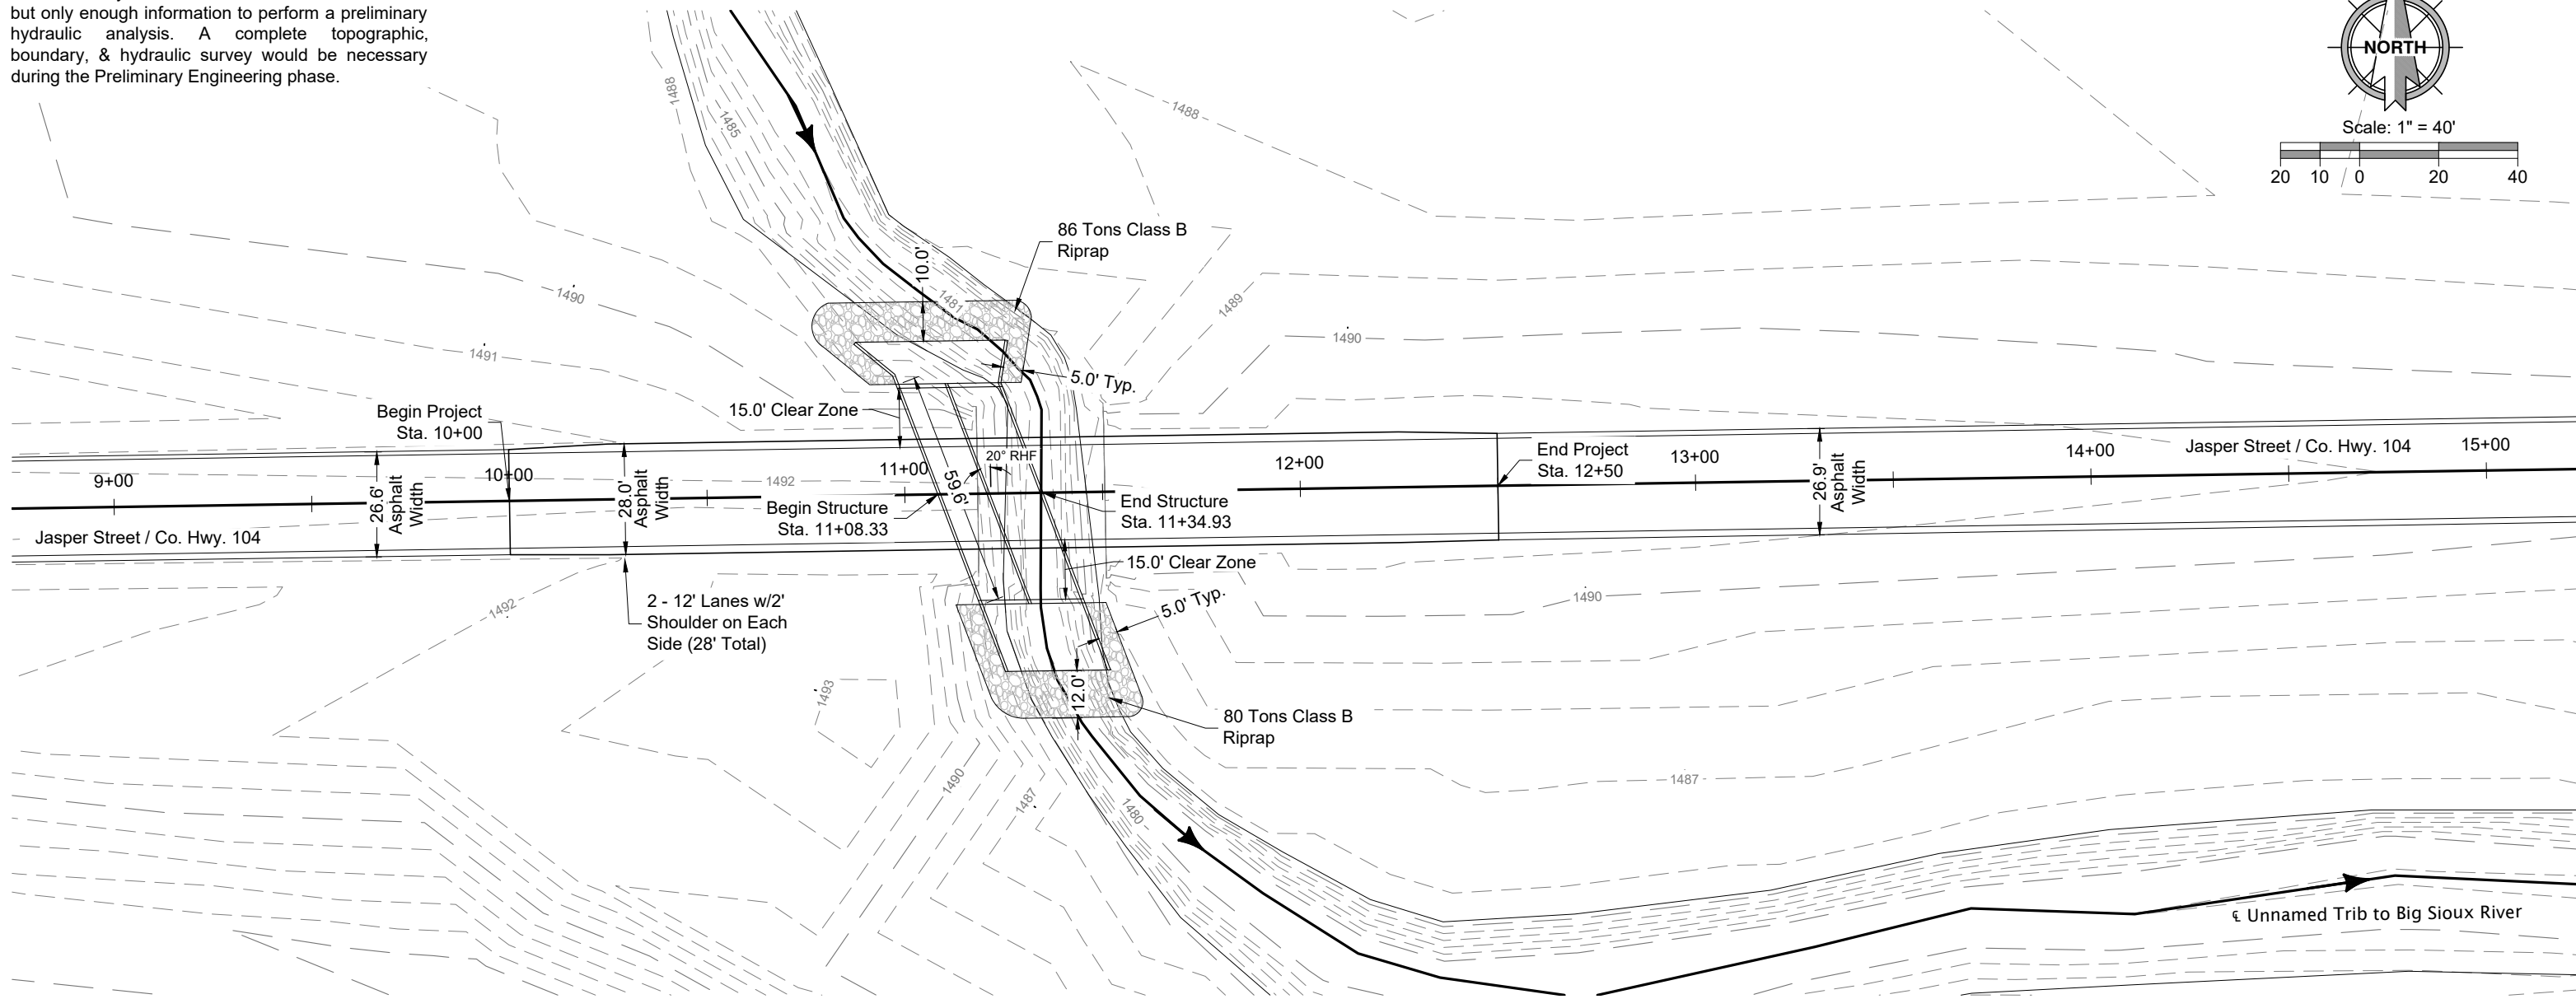 but only enough information to perform a preliminary
hydraulic analysis. A complete topographic,
boundary, & hydraulic survey would be necessary
during the Preliminary Engineering phase.
NORTH
Scale: 1" = 40'
20 10 0 20 40
1488
1485
1488
86 Tons Class B
Riprap
10.0'
1481
1490
1489
1491
1490
5.0' Typ.
15.0' Clear Zone
Begin Project
Sta. 10+00
End Project
Sta. 12+50
Jasper Street / Co. Hwy. 104
9+00
10+00
11+00
12+00
13+00
14+00
15+00
20° RHF
1492
26.6'
Asphalt
Width
28.0'
Asphalt
Width
59.6'
26.9'
Asphalt
Width
Begin Structure
Sta. 11+08.33
End Structure
Sta. 11+34.93
Jasper Street / Co. Hwy. 104
15.0' Clear Zone
1492
2 - 12' Lanes w/2'
Shoulder on Each
Side (28' Total)
5.0' Typ.
1490
1493
12.0'
80 Tons Class B
Riprap
1490
1487
1480
1487
℄ Unnamed Trib to Big Sioux River